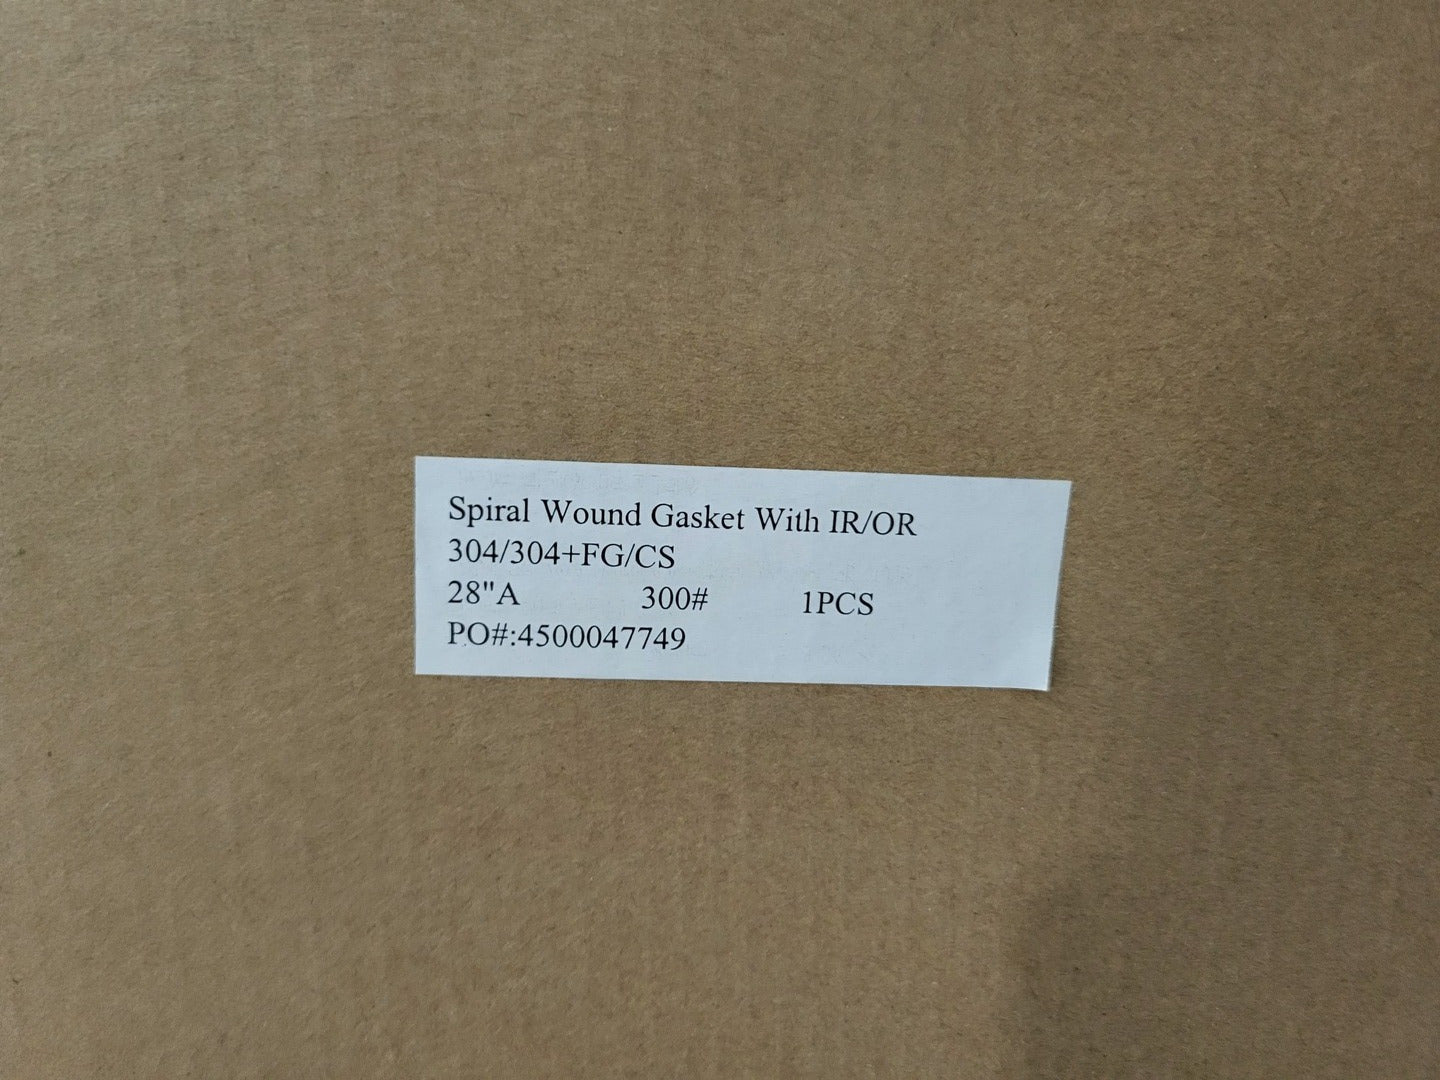 Spiral Wound Gasket With IR/OR
304/304+FG/CS
28"A 300# 1PCS
PO#:4500047749